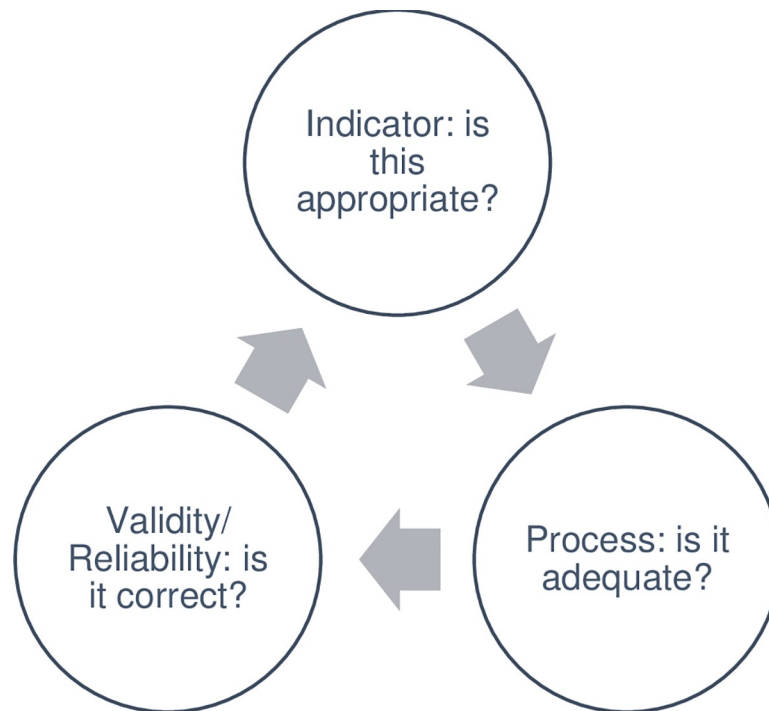 Indicator: is
this
appropriate?
Process: is it
adequate?
Validity/
Reliability: is
it correct?